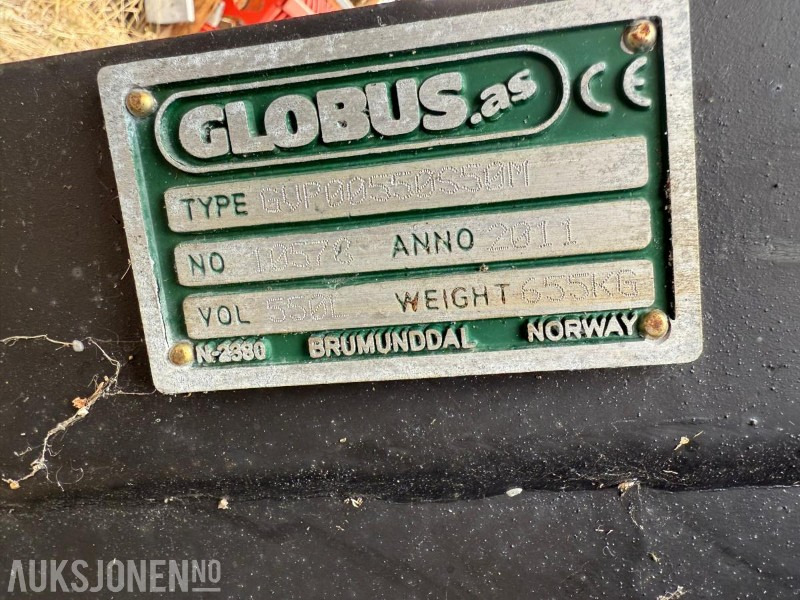 GLOBUS.as CE
TYPE GVP00550S50M
NO 10578 ANNO 2011
VOL 550L WEIGHT 655KG
N-2380 BRUMUNDDAL NORWAY
AUKSJONEN NO